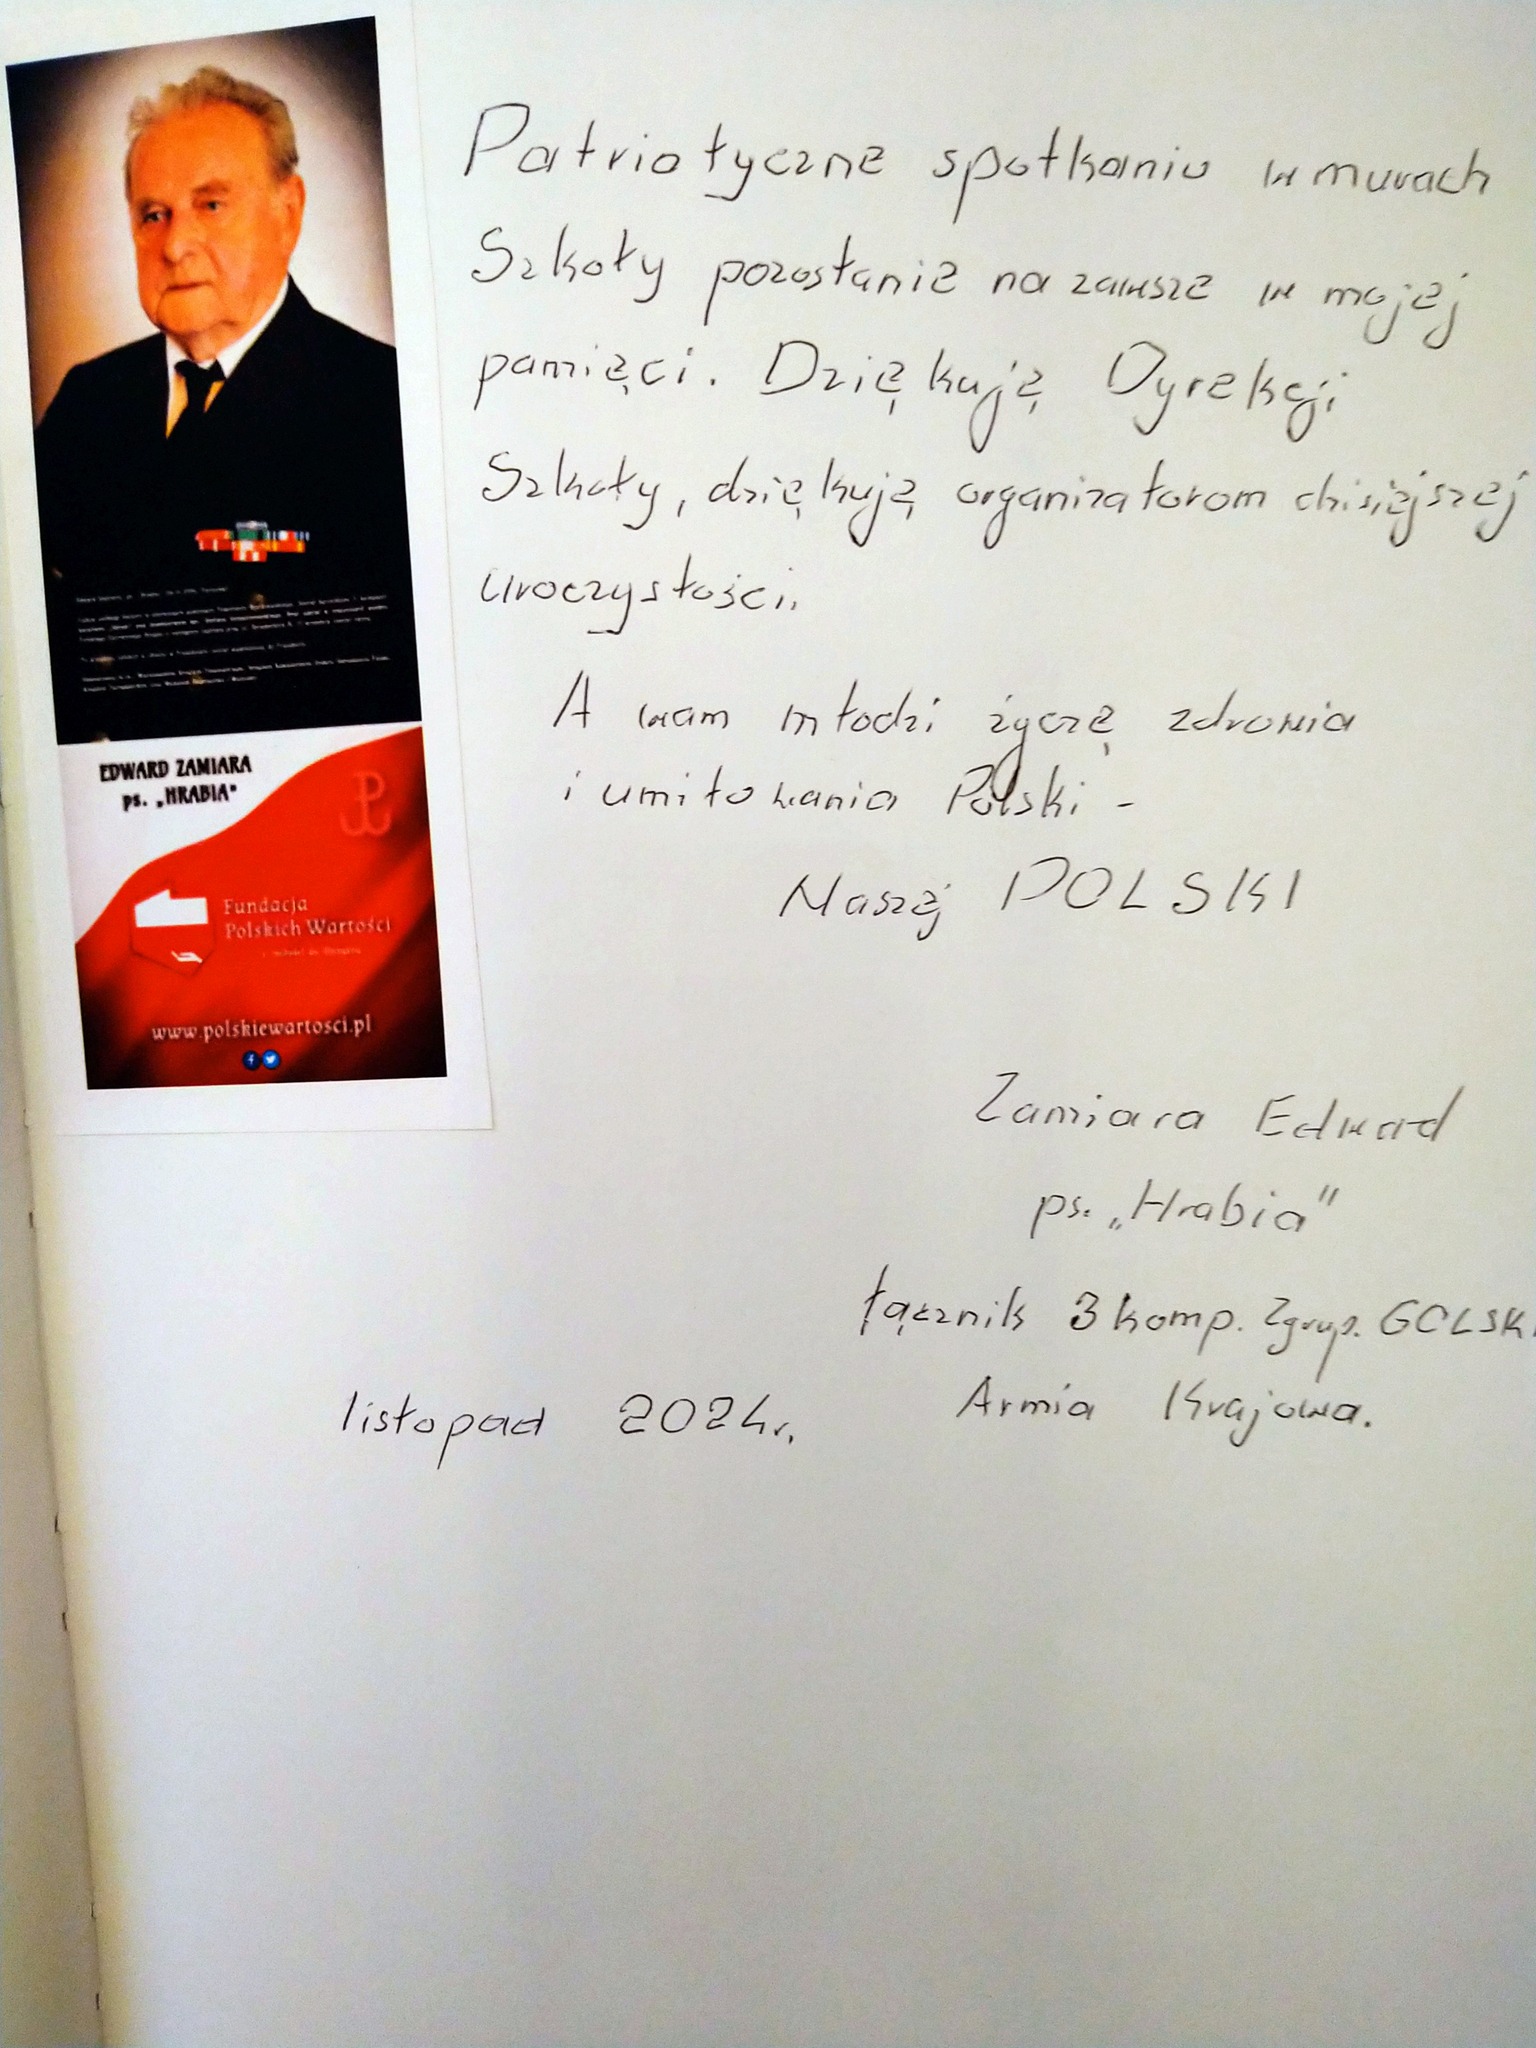 EDWARD ZAMIARA
ps. „HRABIA"
Fundacja
Polskich Wartości
www.polskiewartosci.pl
Patriotyczne spotkaniu w murach
Szkoły pozostanie na zawsze w mojej
pamięci. Dziękuję Dyrekcji
Szkoły, dziękuję organizatorom dzisiejszej
uroczystości.
A wam młodzi życzę zdrowia
i umiłowania Polski -
Naszej POLSKI
Zamiara Edward
ps. „Hrabia"
łącznik 3 komp. Zgrup. GOLSKI
Armia Krajowa.
listopad 2024r.